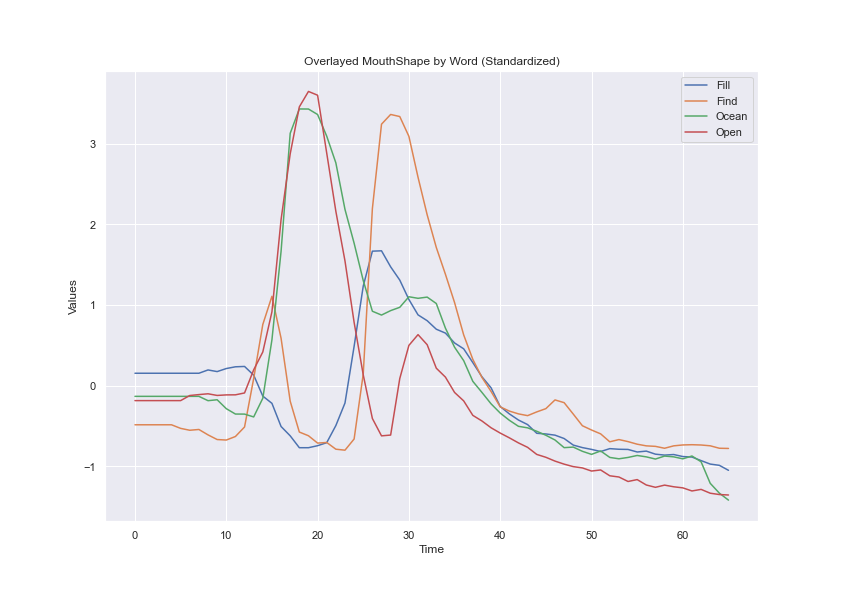 Overlayed MouthShape by Word (Standardized)
Fill
Find
Ocean
Open
3
2
1
0
−1
Values
0 10 20 30 40 50 60
Time